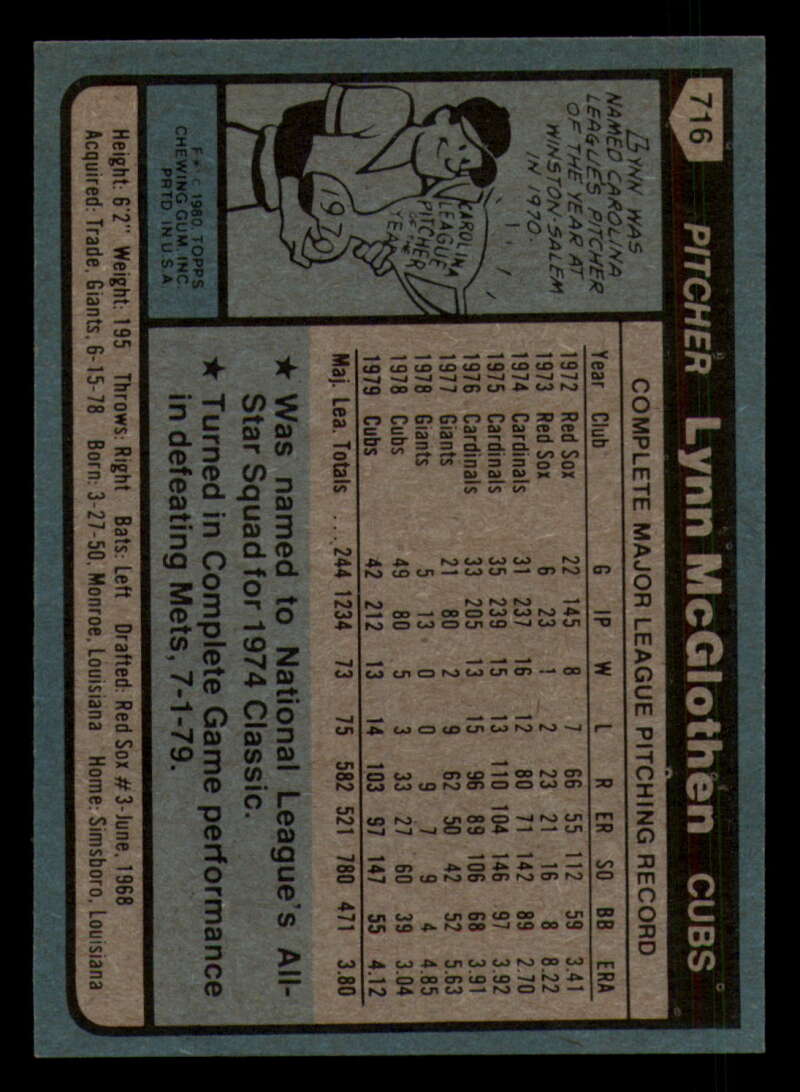 716 PITCHER Lynn McGlothen CUBS
LYNN WAS
NAMED CAROLINA
LEAGUE'S PITCHER
OF THE YEAR AT
WINSTON-SALEM
IN 1970.
CAROLINA
LEAGUE
PITCHER
OF THE
YEAR
1970
COMPLETE MAJOR LEAGUE PITCHING RECORD
Year Club G IP W L R ER SO BB ERA
1972 Red Sox 22 145 8 7 66 55 112 59 3.41
1973 Red Sox 6 23 1 2 23 21 16 8 8.22
1974 Cardinals 31 237 16 12 80 71 142 89 2.70
1975 Cardinals 35 239 15 13 110 104 146 97 3.92
1976 Cardinals 33 205 13 15 96 89 106 68 3.91
1977 Giants 21 80 2 9 62 50 42 52 5.63
1978 Giants 5 13 0 0 9 7 9 4 4.85
1978 Cubs 49 80 5 3 33 27 60 39 3.04
1979 Cubs 42 212 13 14 103 97 147 55 4.12
Maj. Lea. Totals ... 244 1234 73 75 582 521 780 471 3.80
★ Was named to National League's All-
Star Squad for 1974 Classic.
★ Turned in Complete Game performance
in defeating Mets, 7-1-79.
F * © 1980 TOPPS
CHEWING GUM, INC.
PRTD IN U S A
Height: 6'2" Weight: 195 Throws: Right Bats: Left Drafted: Red Sox #3-June, 1968
Acquired: Trade, Giants, 6-15-78 Born: 3-27-50, Monroe, Louisiana Home: Simsboro, Louisiana